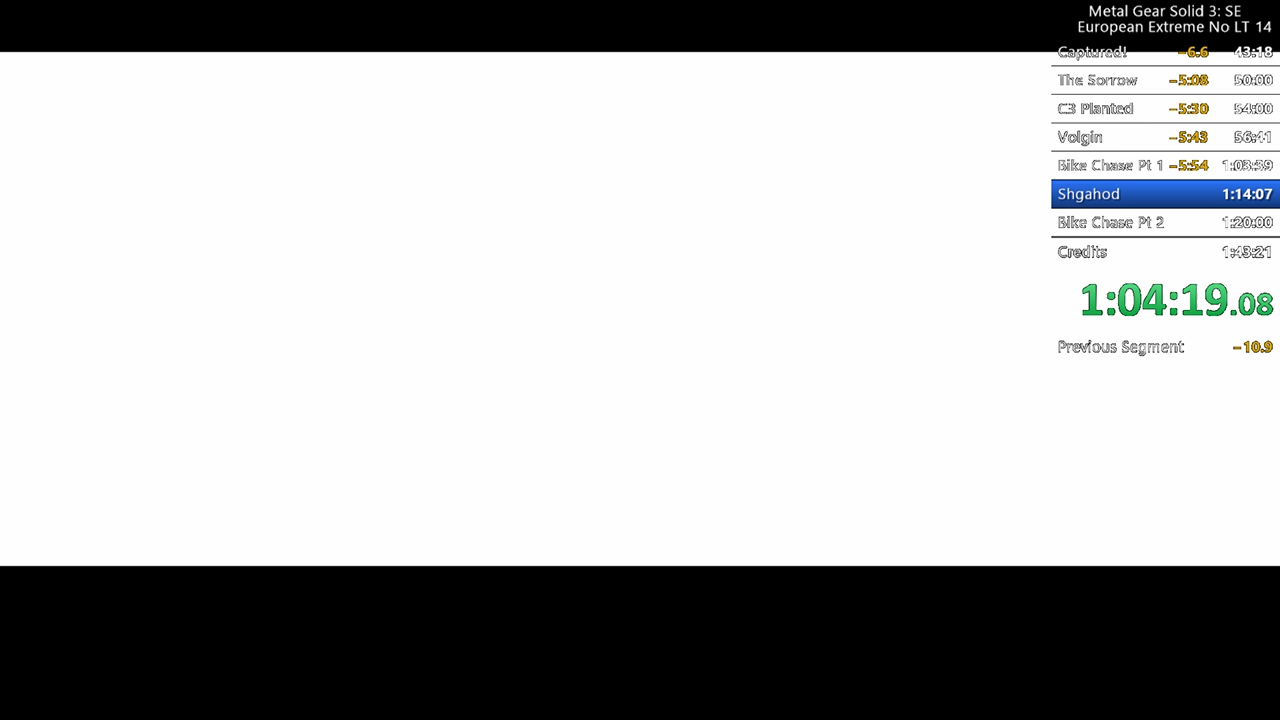 Metal Gear Solid 3: SE
European Extreme No LT 14
Captured! -6.6 43:18
The Sorrow -5:08 50:00
C3 Planted -5:30 54:00
Volgin -5:43 56:41
Bike Chase Pt 1 -5:54 1:03:39
Shgahod 1:14:07
Bike Chase Pt 2 1:20:00
Credits 1:43:21
1:04:19.08
Previous Segment -10.9